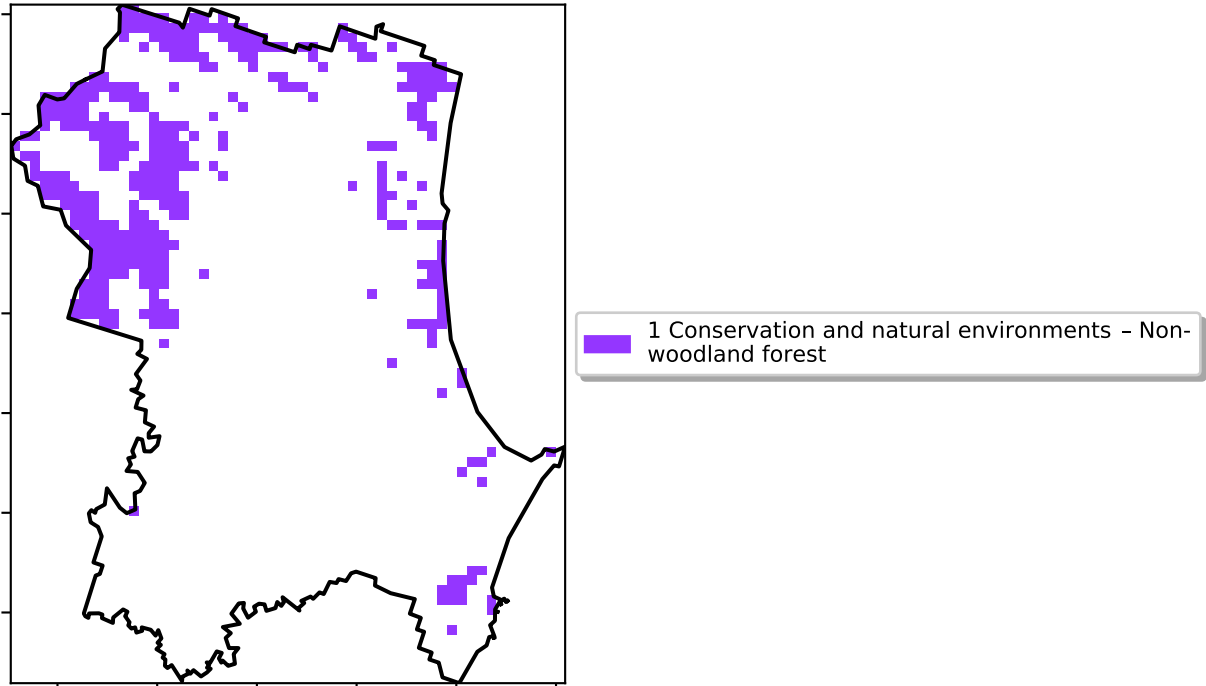 1 Conservation and natural environments – Non-
woodland forest